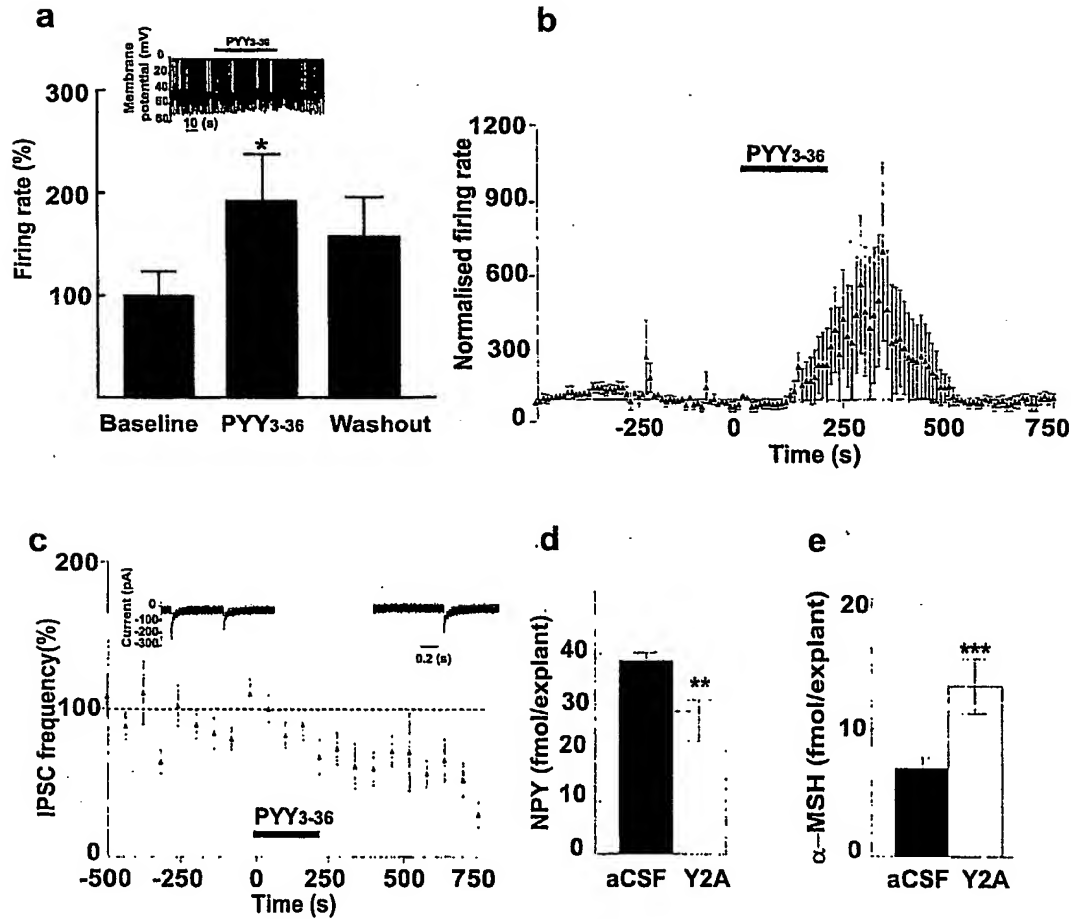 a
PYY3-36
Membrane
potential (mV)
0
20
40
60
80
10 (s)
Firing rate (%)
300
200
100
*
Baseline PYY3-36 Washout
b
Normalised firing rate
1200
900
600
300
0
PYY3-36
-250 0 250 500 750
Time (s)
c
IPSC frequency(%)
200
100
0
Current (pA)
0
-100
-200
-300
0.2 (s)
PYY3-36
-500 -250 0 250 500 750
Time (s)
d
NPY (fmol/explant)
40
30
20
10
0
**
aCSF Y2A
e
α–MSH (fmol/explant)
20
10
0
***
aCSF Y2A